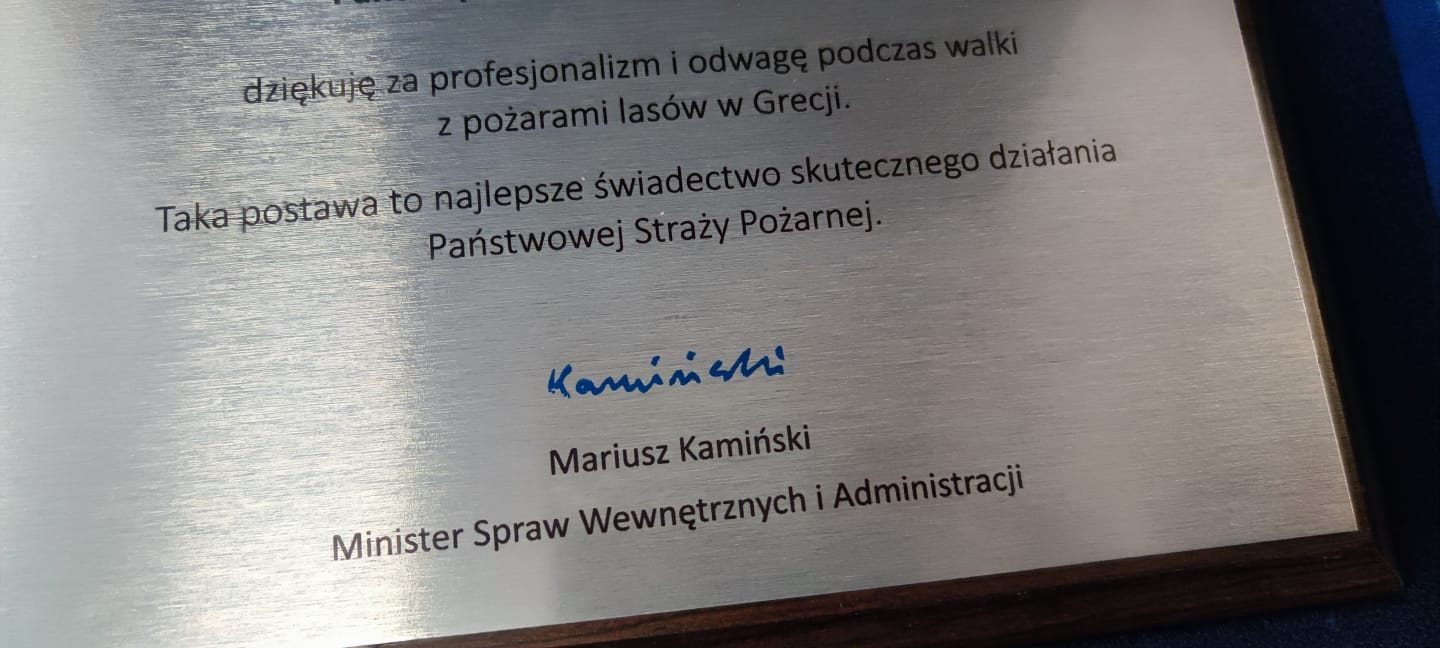 dziękuję za profesjonalizm i odwagę podczas walki
z pożarami lasów w Grecji.
Taka postawa to najlepsze świadectwo skutecznego działania
Państwowej Straży Pożarnej.
Kamiński
Mariusz Kamiński
Minister Spraw Wewnętrznych i Administracji